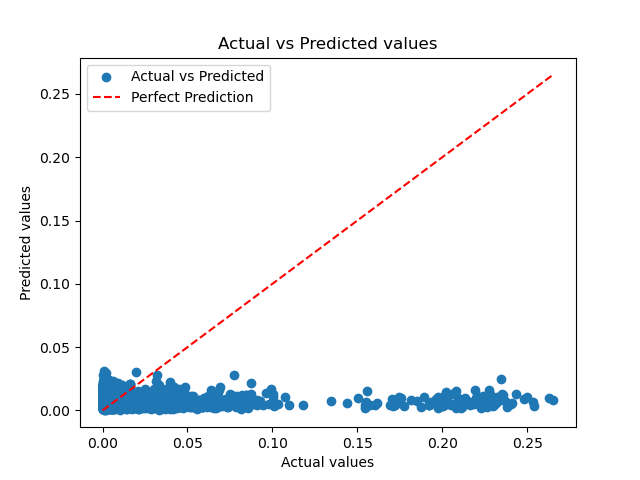 Actual vs Predicted values
Actual vs Predicted
Perfect Prediction
Predicted values
0.25
0.20
0.15
0.10
0.05
0.00
0.00 0.05 0.10 0.15 0.20 0.25
Actual values